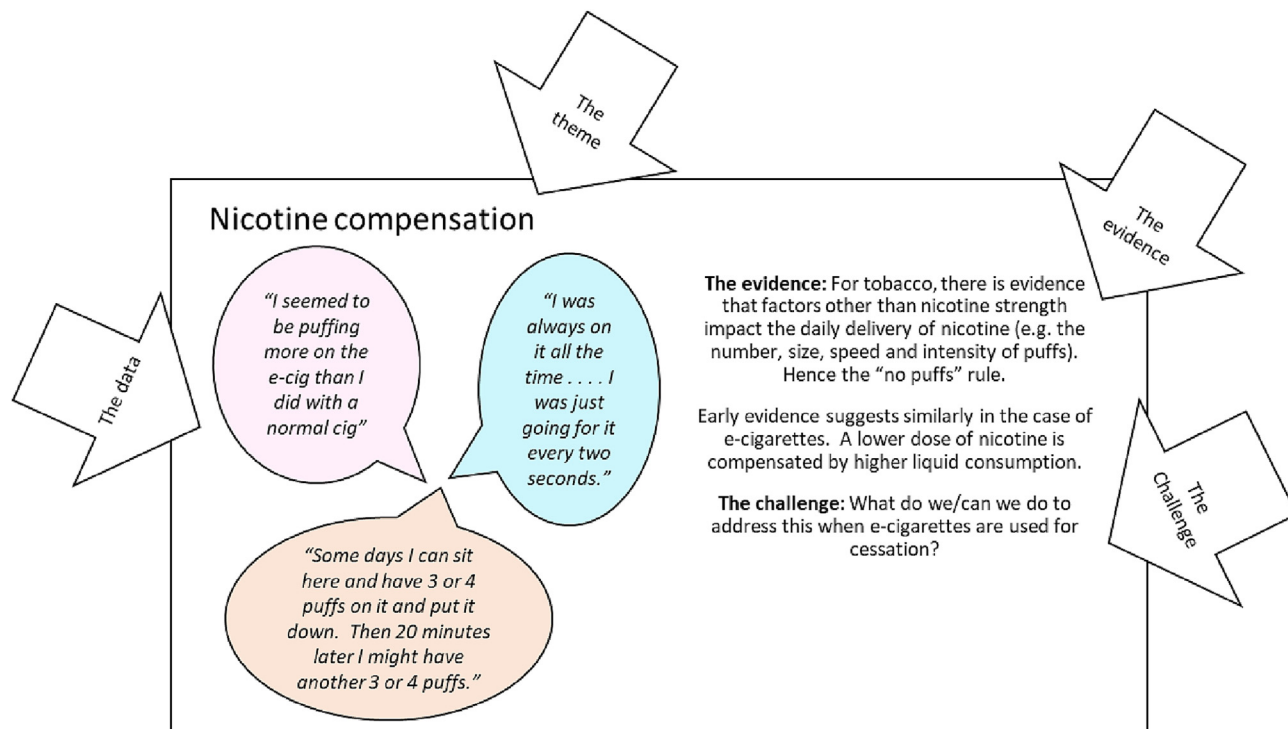 The
theme
The
evidence
Nicotine compensation
The data
“I seemed to
be puffing
more on the
e-cig than I
did with a
normal cig”
“I was
always on
it all the
time . . . . I
was just
going for it
every two
seconds.”
“Some days I can sit
here and have 3 or 4
puffs on it and put it
down.  Then 20 minutes
later I might have
another 3 or 4 puffs.”
The evidence: For tobacco, there is evidence
that factors other than nicotine strength
impact the daily delivery of nicotine (e.g. the
number, size, speed and intensity of puffs).
Hence the “no puffs” rule.
Early evidence suggests similarly in the case of
e-cigarettes.  A lower dose of nicotine is
compensated by higher liquid consumption.
The challenge: What do we/can we do to
address this when e-cigarettes are used for
cessation?
The
Challenge